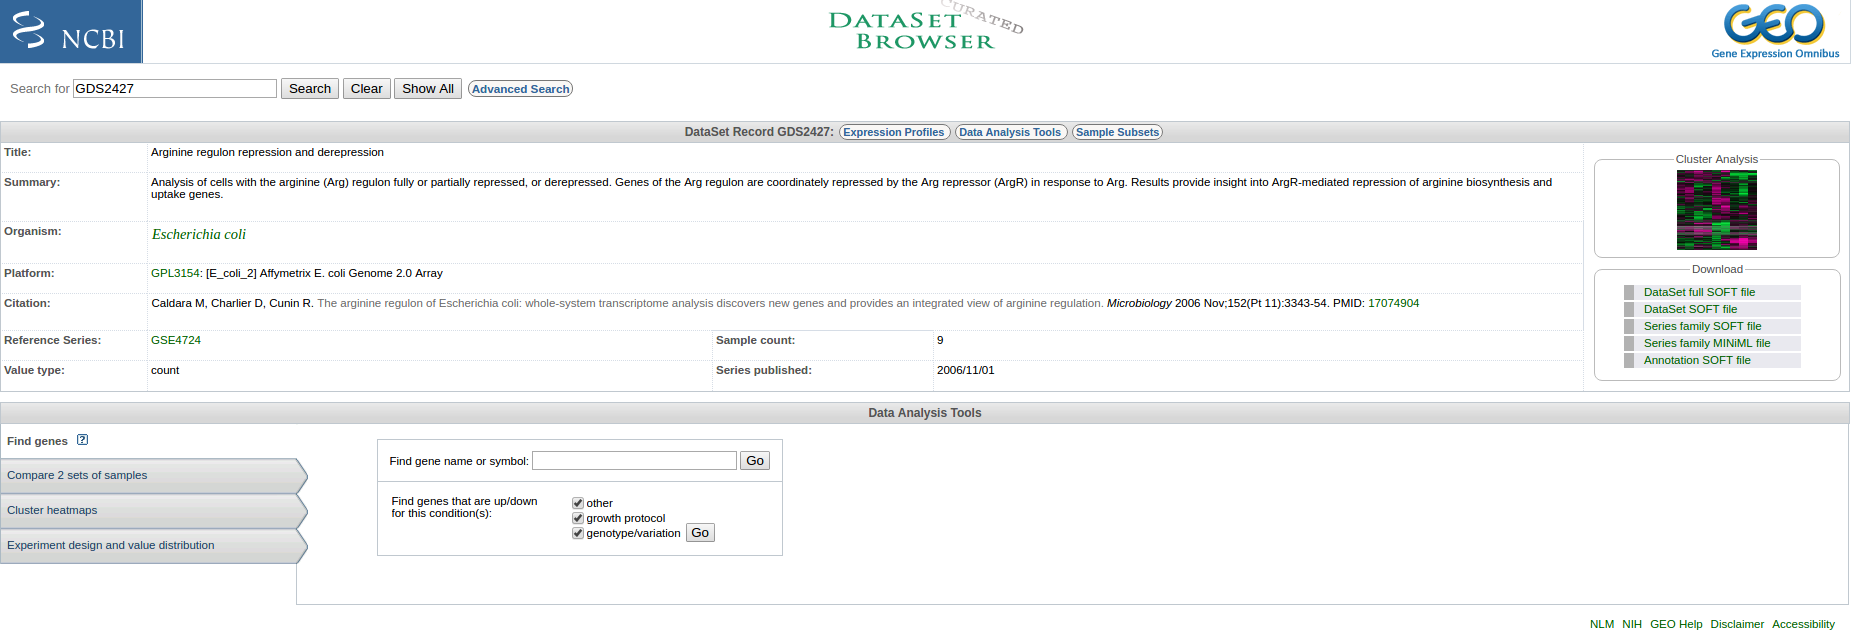 NCBI
DATASET CURATED
BROWSER
GEO
Gene Expression Omnibus
Search for GDS2427 Search Clear Show All Advanced Search
DataSet Record GDS2427: Expression Profiles Data Analysis Tools Sample Subsets
Title: Arginine regulon repression and derepression
Cluster Analysis
Summary: Analysis of cells with the arginine (Arg) regulon fully or partially repressed, or derepressed. Genes of the Arg regulon are coordinately repressed by the Arg repressor (ArgR) in response to Arg. Results provide insight into ArgR-mediated repression of arginine biosynthesis and
uptake genes.
Organism: Escherichia coli
Platform: GPL3154: [E_coli_2] Affymetrix E. coli Genome 2.0 Array
Citation: Caldara M, Charlier D, Cunin R. The arginine regulon of Escherichia coli: whole-system transcriptome analysis discovers new genes and provides an integrated view of arginine regulation. Microbiology 2006 Nov;152(Pt 11):3343-54. PMID: 17074904
Reference Series: GSE4724 Sample count: 9
Value type: count Series published: 2006/11/01
Download
DataSet full SOFT file
DataSet SOFT file
Series family SOFT file
Series family MINiML file
Annotation SOFT file
Data Analysis Tools
Find genes ?
Compare 2 sets of samples
Cluster heatmaps
Experiment design and value distribution
Find gene name or symbol: Go
Find genes that are up/down
for this condition(s):
other
growth protocol
genotype/variation Go
NLM NIH GEO Help Disclaimer Accessibility